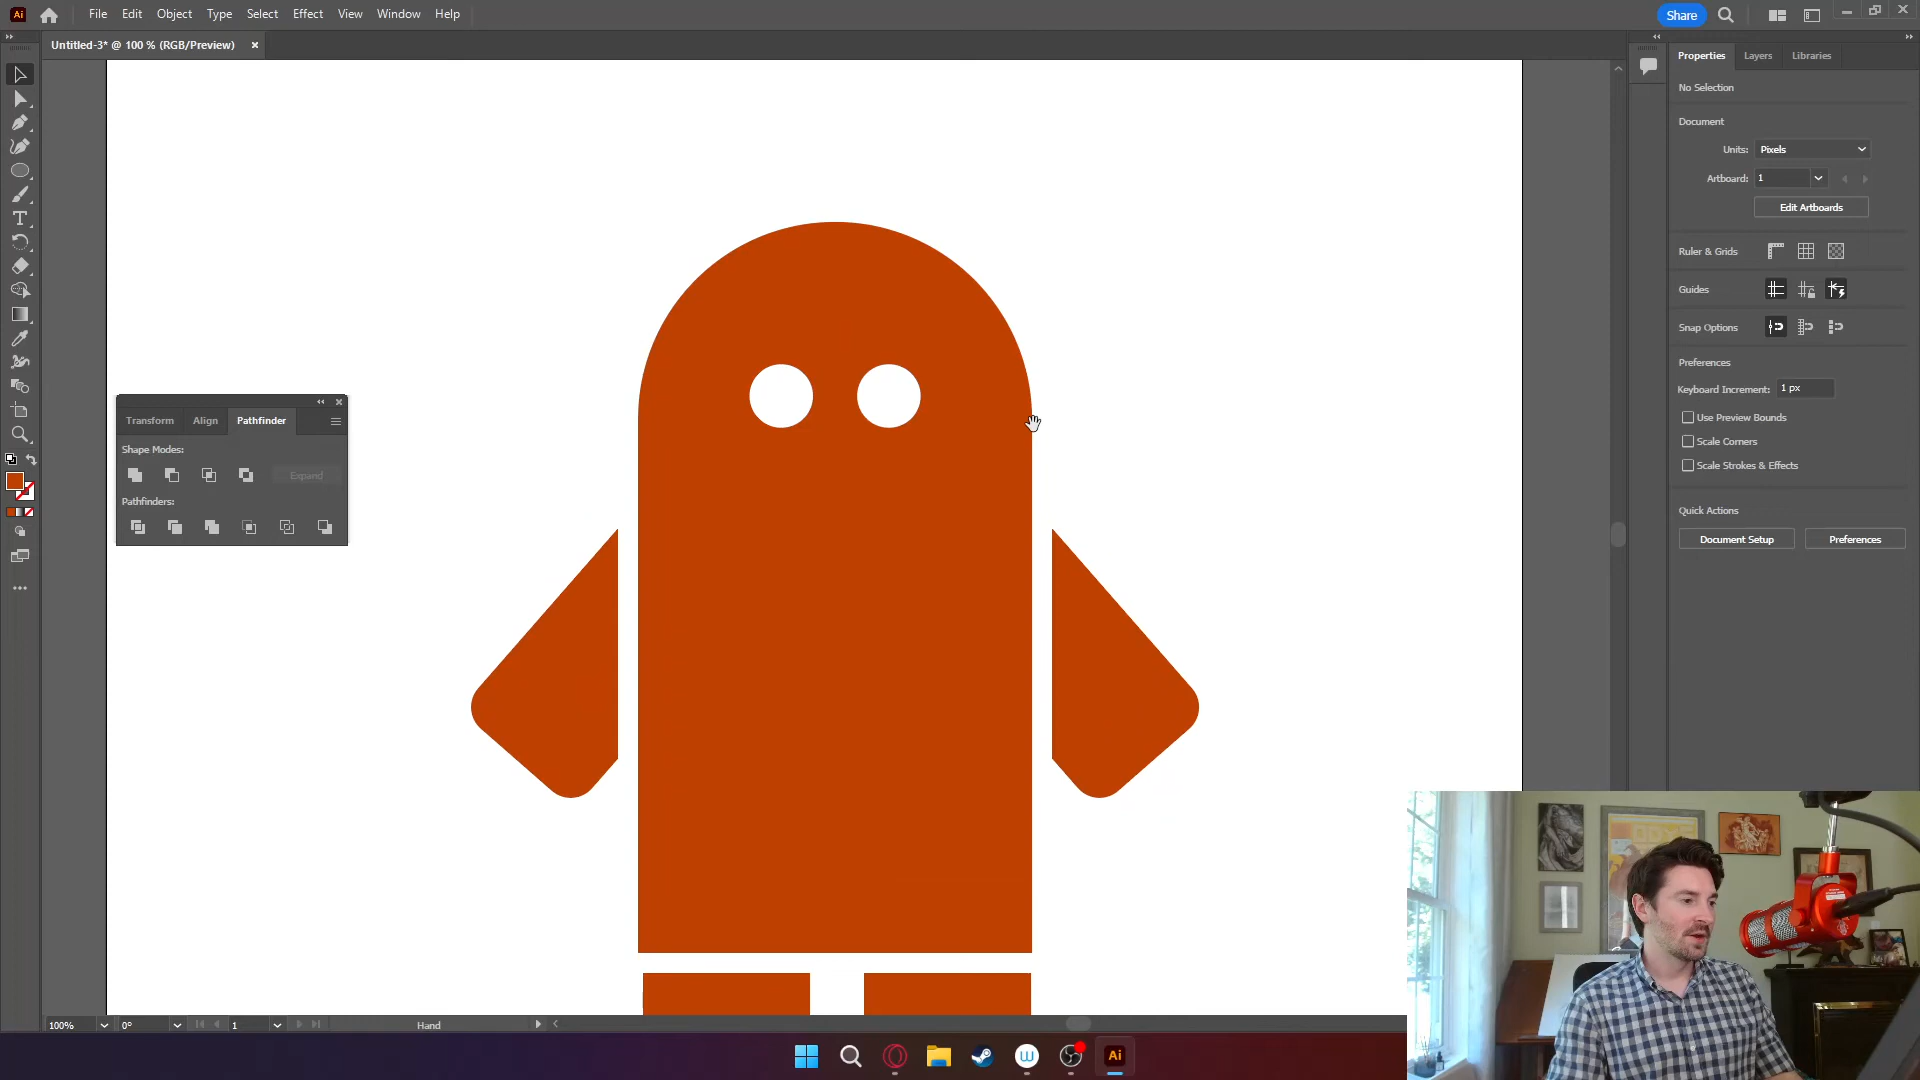 Ai File Edit Object Type Select Effect View Window Help Share
Untitled-3* @ 100 % (RGB/Preview)
Properties Layers Libraries
No Selection
Document
Units: Pixels
Artboard: 1
Edit Artboards
Ruler & Grids
Guides
Snap Options
Preferences
Keyboard Increment: 1 px
Use Preview Bounds
Scale Corners
Scale Strokes & Effects
Quick Actions
Document Setup Preferences
Transform Align Pathfinder
Shape Modes:
Expand
Pathfinders:
100% 0° 1 Hand
Ai